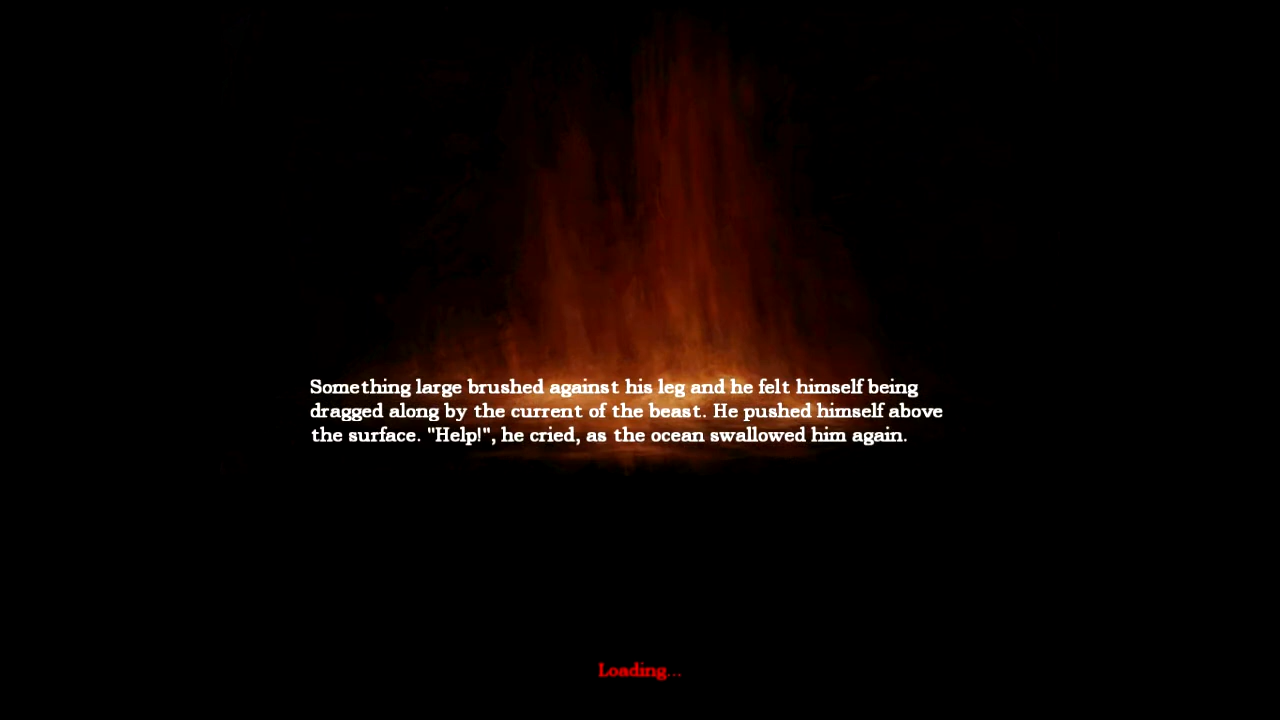 Something large brushed against his leg and he felt himself being
dragged along by the current of the beast. He pushed himself above
the surface. "Help!", he cried, as the ocean swallowed him again.
Loading...